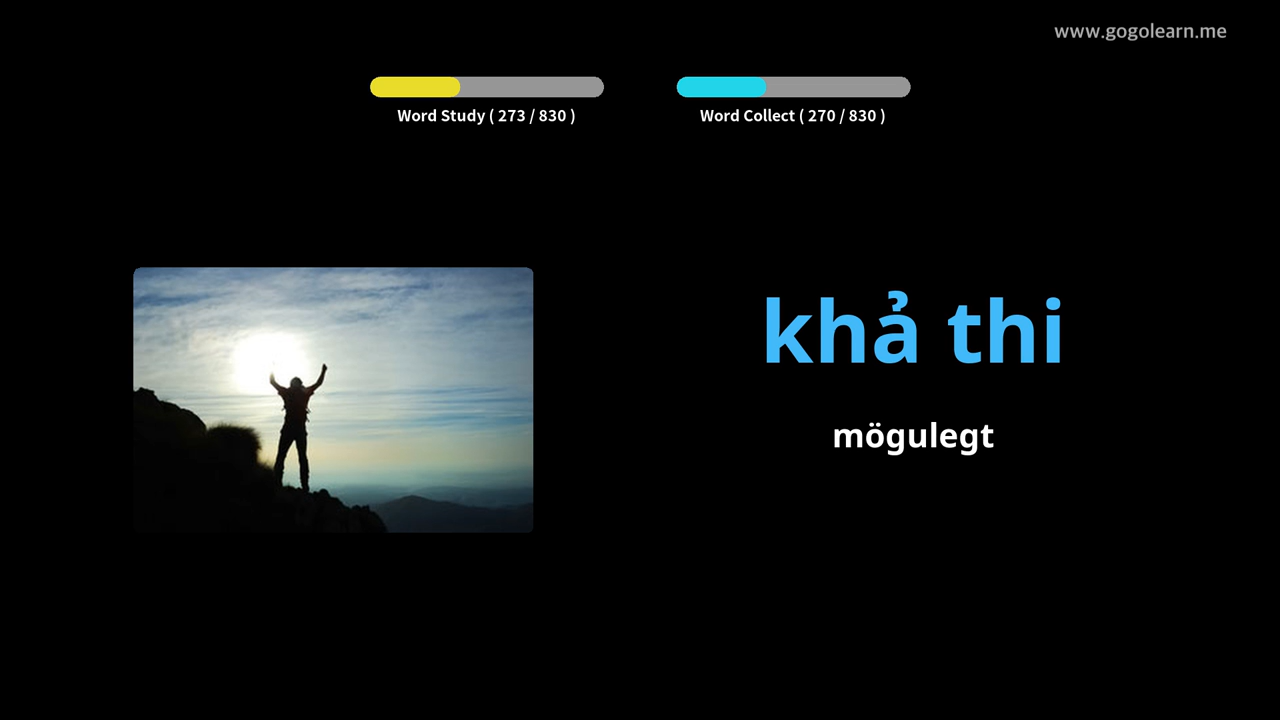 www.gogolearn.me
Word Study ( 273 / 830 )
Word Collect ( 270 / 830 )
khả thi
mögulegt